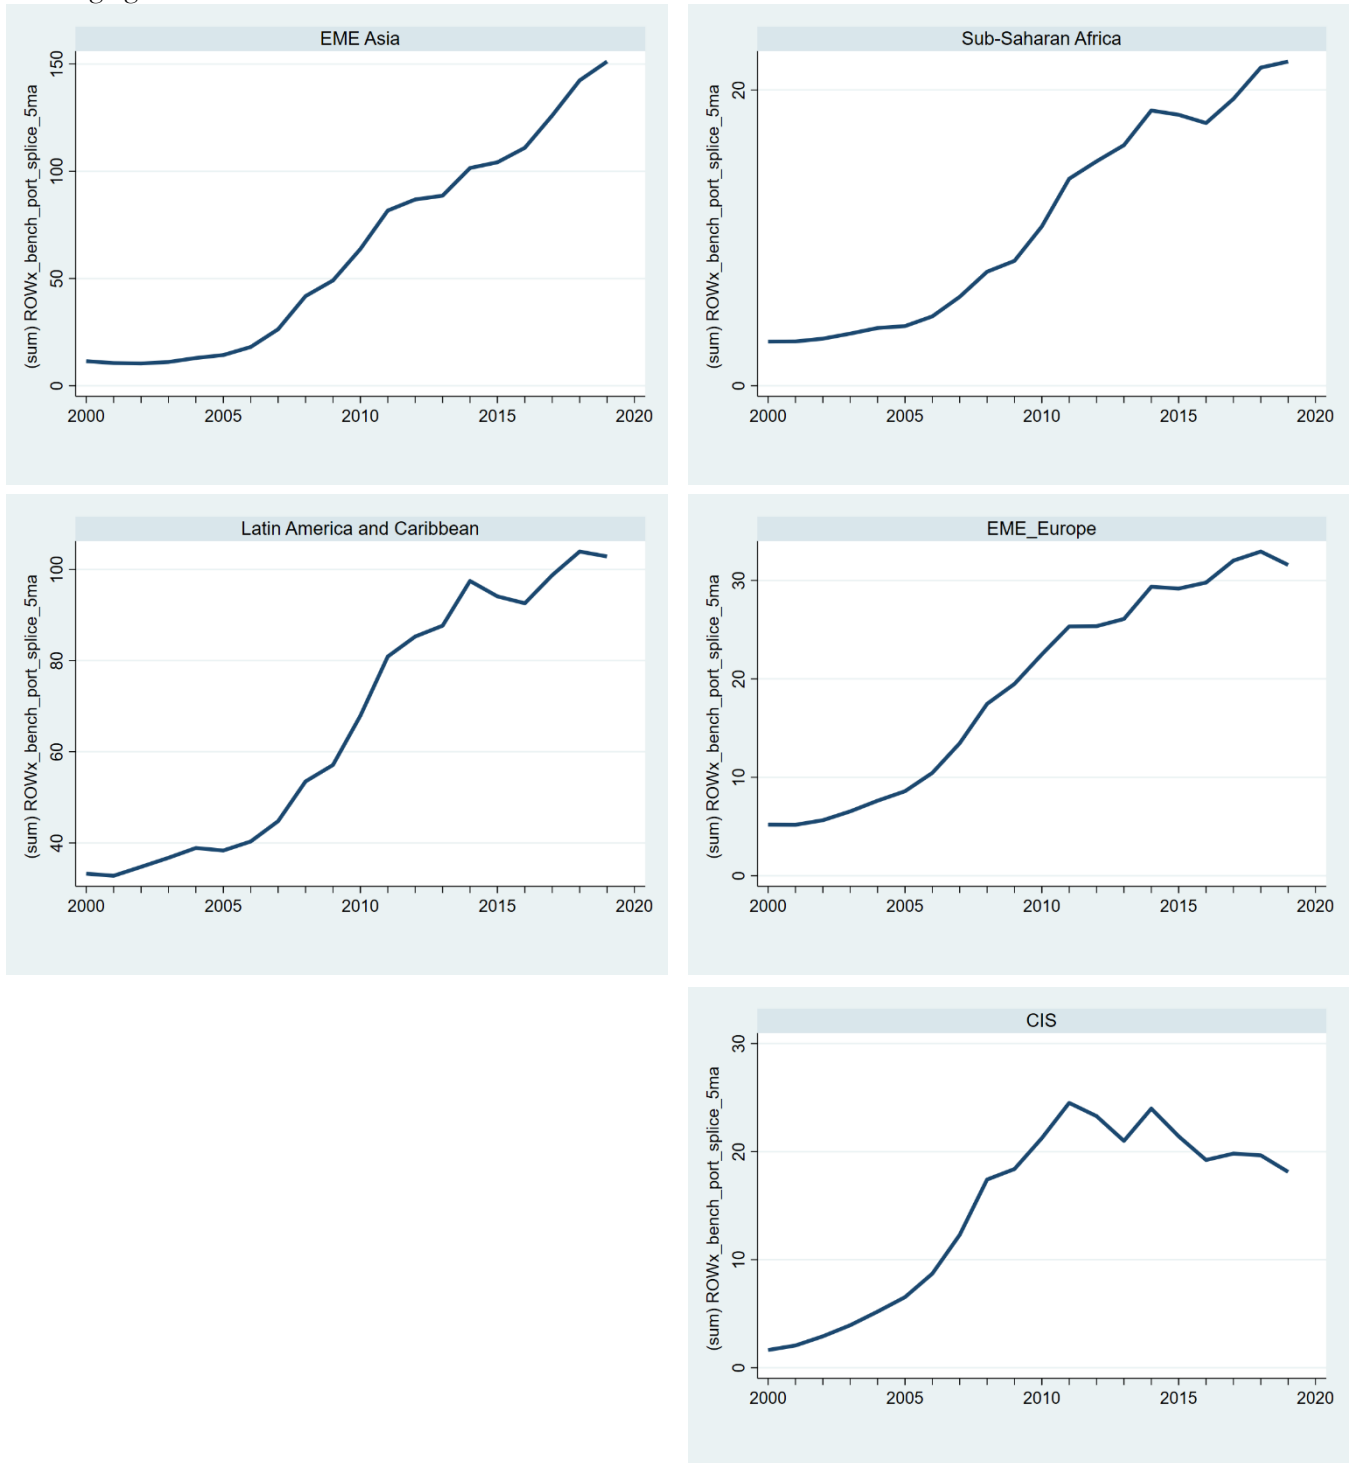 EME Asia
(sum) ROWx_bench_port_splice_5ma
150
100
50
0
2000 2005 2010 2015 2020
Sub-Saharan Africa
(sum) ROWx_bench_port_splice_5ma
20
0
2000 2005 2010 2015 2020
Latin America and Caribbean
(sum) ROWx_bench_port_splice_5ma
100
80
60
40
2000 2005 2010 2015 2020
EME_Europe
(sum) ROWx_bench_port_splice_5ma
30
20
10
0
2000 2005 2010 2015 2020
CIS
(sum) ROWx_bench_port_splice_5ma
30
20
10
0
2000 2005 2010 2015 2020